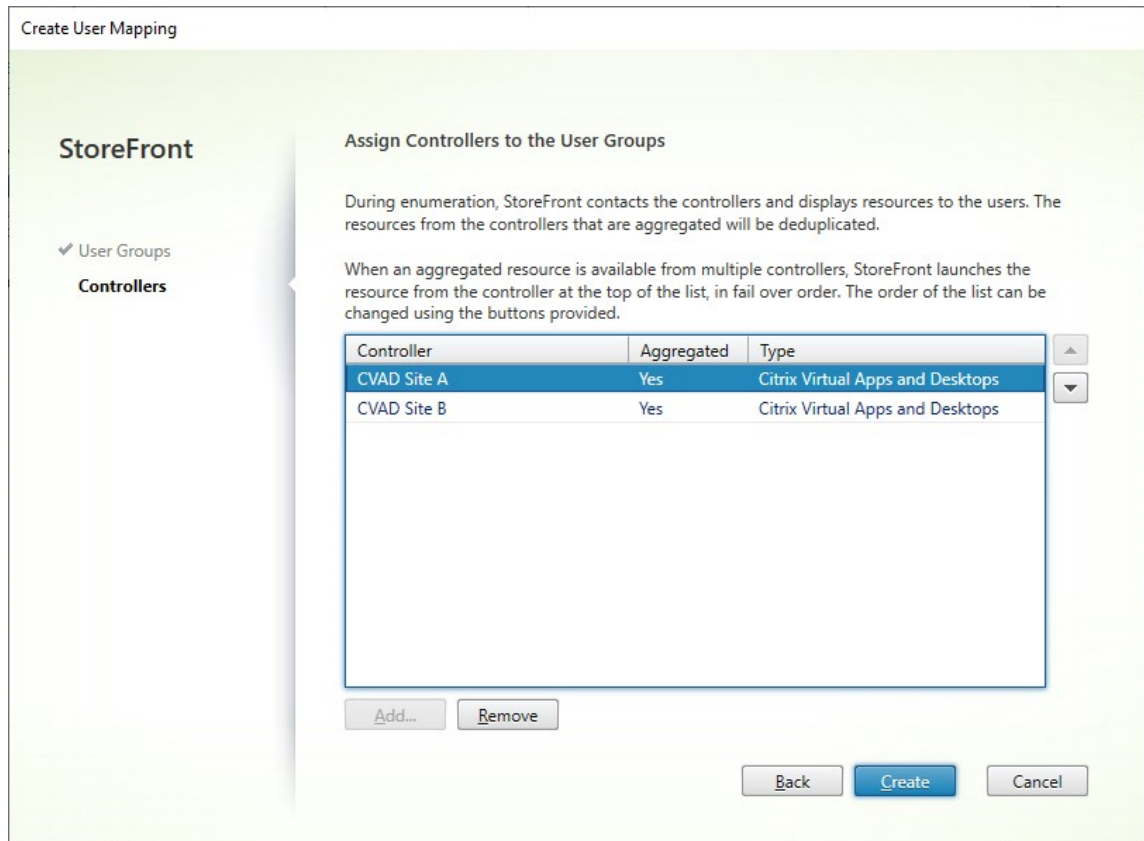 Create User Mapping
StoreFront
✔ User Groups
Controllers
Assign Controllers to the User Groups
During enumeration, StoreFront contacts the controllers and displays resources to the users. The
resources from the controllers that are aggregated will be deduplicated.
When an aggregated resource is available from multiple controllers, StoreFront launches the
resource from the controller at the top of the list, in fail over order. The order of the list can be
changed using the buttons provided.
Controller Aggregated Type
CVAD Site A Yes Citrix Virtual Apps and Desktops
CVAD Site B Yes Citrix Virtual Apps and Desktops
Add... Remove
Back Create Cancel